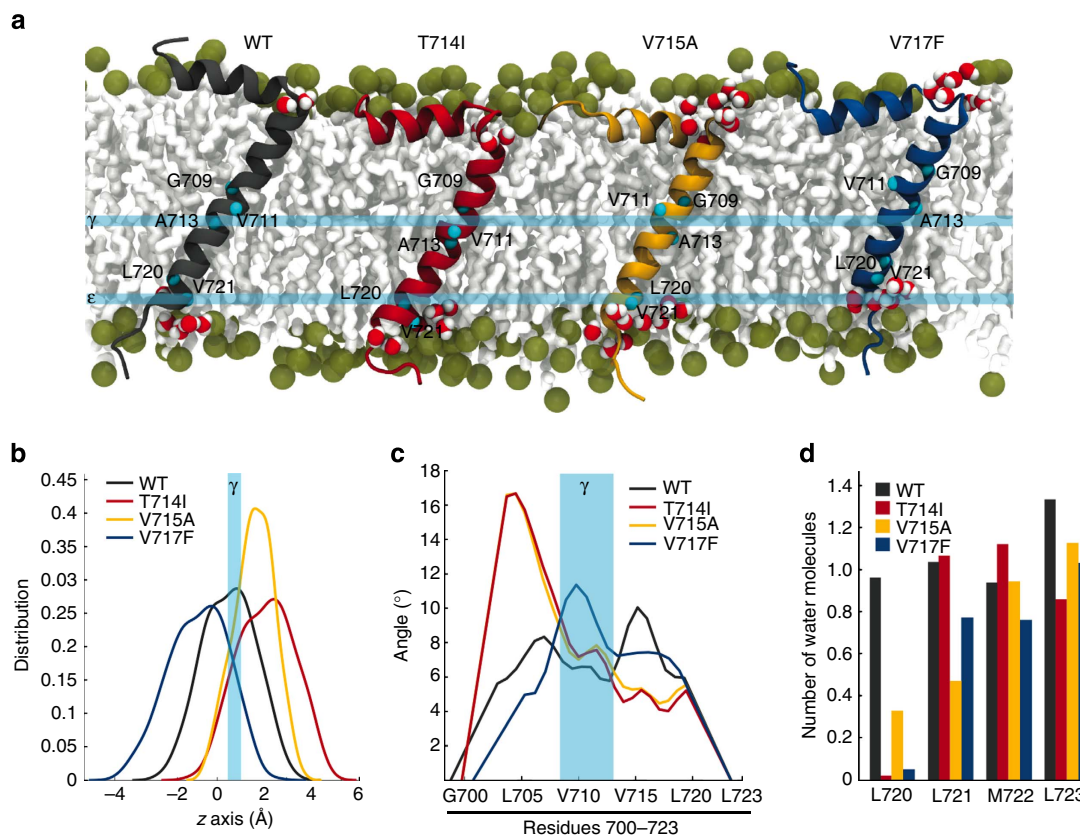 a
WT T714I V715A V717F
G709 G709 G709 G709
V711 V711 V711 V711
γ A713 A713 A713 A713
L720 L720 L720 L720
ε V721 V721 V721 V721
b
0.45
0.4
0.35
0.03
0.25
0.2
0.15
0.1
0.05
0
Distribution
γ
WT
T714I
V715A
V717F
–4 –2 0 2 4 6
z axis (Å)
c
18
16
14
12
10
8
6
4
2
Angle (°)
γ
WT
T714I
V715A
V717F
G700 L705 V710 V715 L720 L723
Residues 700–723
d
1.4
1.2
1.0
0.8
0.6
0.4
0.2
0
Number of water molecules
WT
T714I
V715A
V717F
L720 L721 M722 L723